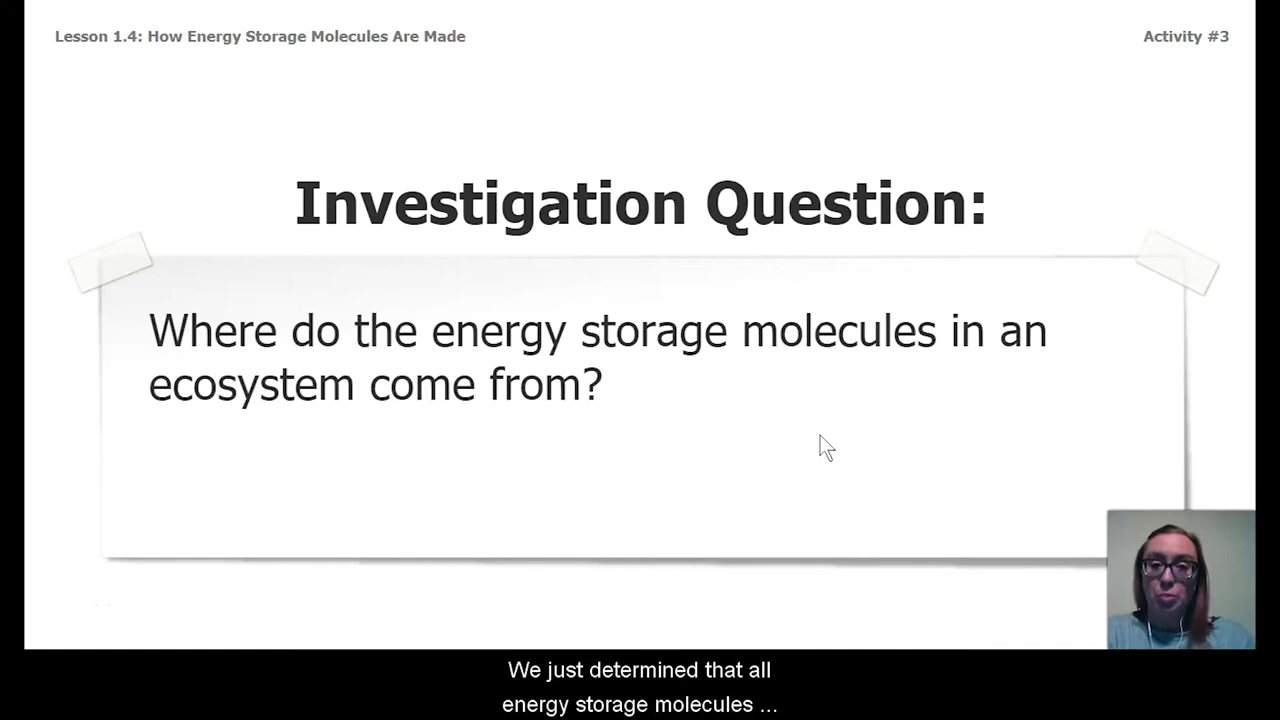 Lesson 1.4: How Energy Storage Molecules Are Made
Activity #3
Investigation Question:
Where do the energy storage molecules in an
ecosystem come from?
We just determined that all
energy storage molecules ...